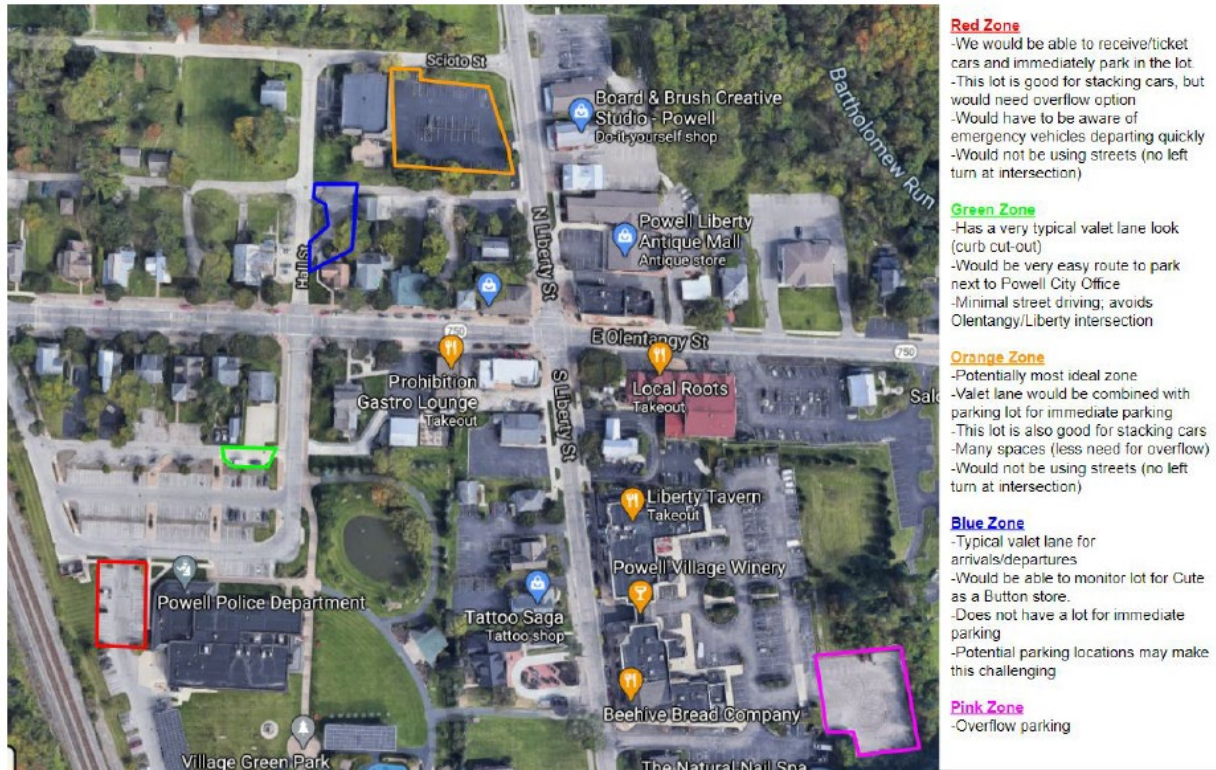 Scioto St
Board & Brush Creative
Studio - Powell
Do-it-yourself shop
Bartholomew Run
N Liberty St
Powell Liberty
Antique Mall
Antique store
Hall St
750
E Olentangy St
750
Prohibition
Gastro Lounge
Takeout
S Liberty St
Local Roots
Takeout
Salo
Liberty Tavern
Takeout
Powell Village Winery
Powell Police Department
Tattoo Saga
Tattoo shop
Beehive Bread Company
Village Green Park
The Natural Nail Spa
Red Zone
-We would be able to receive/ticket
cars and immediately park in the lot.
-This lot is good for stacking cars, but
would need overflow option
-Would have to be aware of
emergency vehicles departing quickly
-Would not be using streets (no left
turn at intersection)
Green Zone
-Has a very typical valet lane look
(curb cut-out)
-Would be very easy route to park
next to Powell City Office
-Minimal street driving; avoids
Olentangy/Liberty intersection
Orange Zone
-Potentially most ideal zone
-Valet lane would be combined with
parking lot for immediate parking
-This lot is also good for stacking cars
-Many spaces (less need for overflow)
-Would not be using streets (no left
turn at intersection)
Blue Zone
-Typical valet lane for
arrivals/departures
-Would be able to monitor lot for Cute
as a Button store.
-Does not have a lot for immediate
parking
-Potential parking locations may make
this challenging
Pink Zone
-Overflow parking